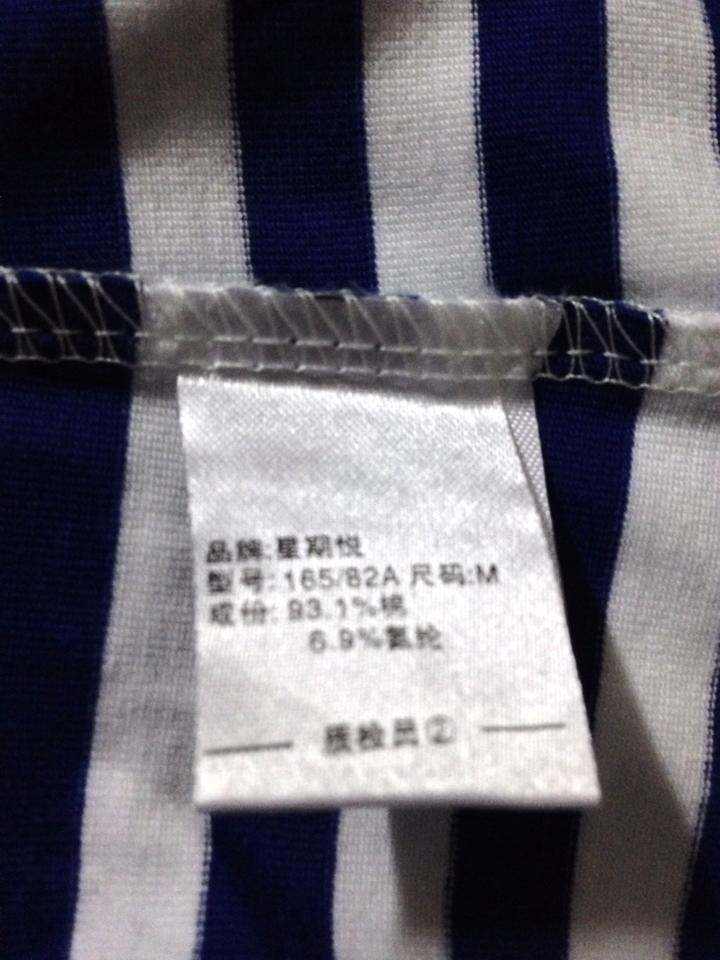 品牌:星期悦
型号:165/82A 尺码:M
成份:93.1%棉
6.9%氨纶
质检员②